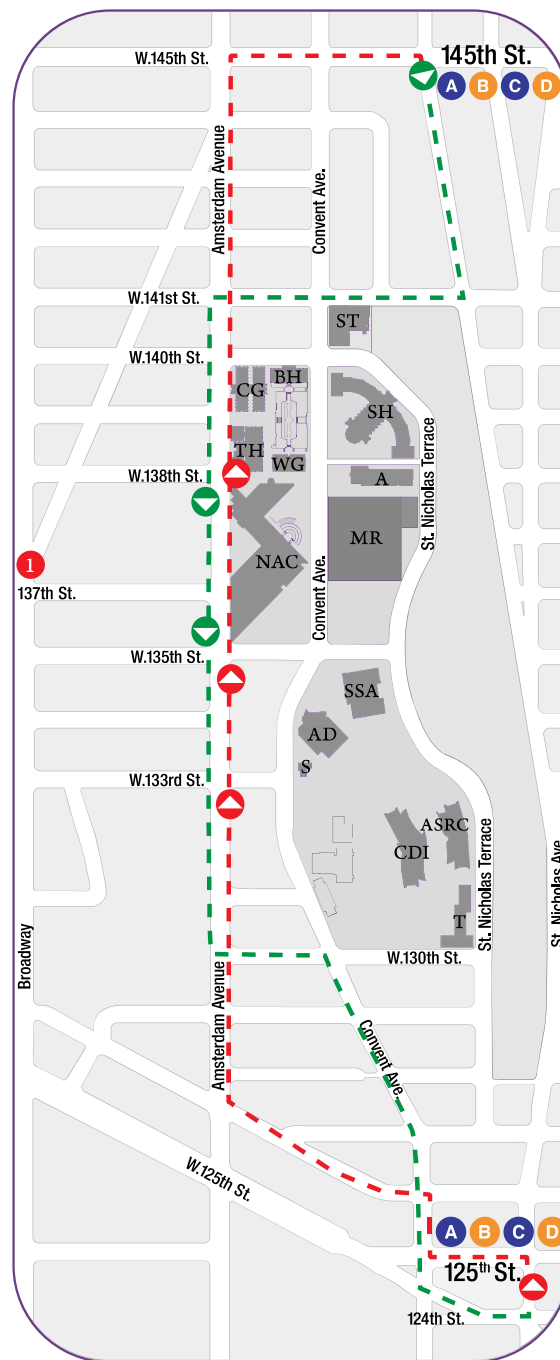 W.145th St.
145th St.
A B C D
Amsterdam Avenue
Convent Ave.
W.141st St.
ST
W.140th St.
BH
CG
SH
TH
WG
W.138th St.
A
St. Nicholas Terrace
MR
NAC
1
137th St.
Convent Ave.
W.135th St.
SSA
AD
S
W.133rd St.
ASRC
CDI
St. Nicholas Terrace
St. Nicholas Ave.
T
Broadway
W.130th St.
Amsterdam Avenue
Convent Ave.
W.125th St.
A B C D
125th St.
124th St.